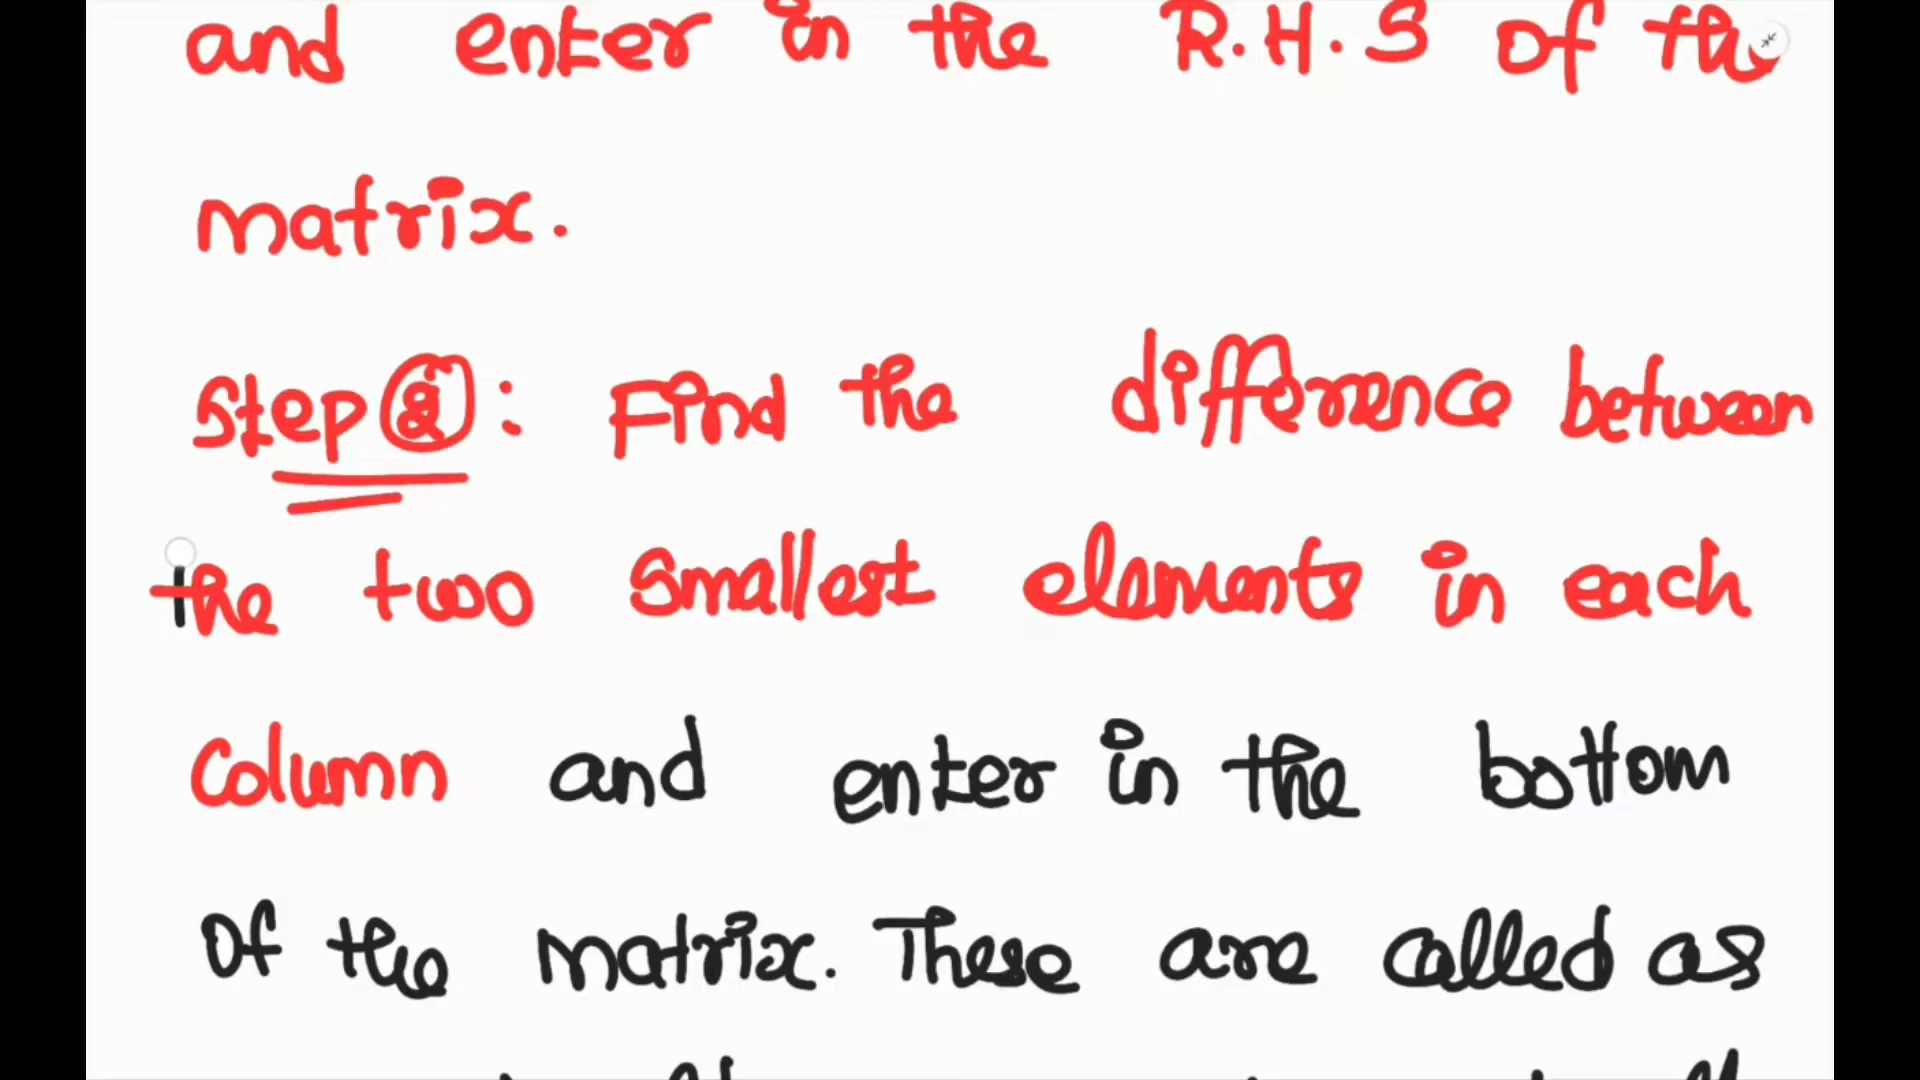 and enter in the R.H.S of the
matrix.
Step ②: Find the difference between
the two smallest elements in each
Column and enter in the bottom
Of the matrix. These are called as